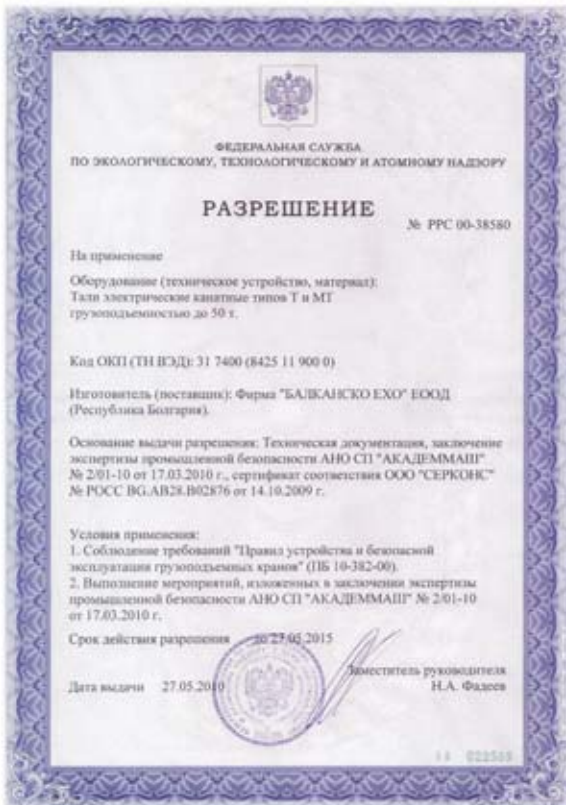 ФЕДЕРАЛЬНАЯ СЛУЖБА
ПО ЭКОЛОГИЧЕСКОМУ, ТЕХНОЛОГИЧЕСКОМУ И АТОМНОМУ НАДЗОРУ
РАЗРЕШЕНИЕ
№ РРС 00-38580
На применение
Оборудование (техническое устройство, материал):
Тали электрические канатные типов Т и МТ
грузоподъемностью до 50 т.
Код ОКП (ТН ВЭД): 31 7400 (8425 11 900 0)
Изготовитель (поставщик): Фирма "БАЛКАНСКО ЕХО" ЕООД
(Республика Болгария).
Основание выдачи разрешения: Техническая документация, заключение
экспертизы промышленной безопасности АНО СП "АКАДЕММАШ"
№ 2/01-10 от 17.03.2010 г., сертификат соответствия ООО "СЕРКОНС"
№ РОСС BG.АВ28.В02876 от 14.10.2009 г.
Условия применения:
1. Соблюдение требований "Правил устройства и безопасной
эксплуатации грузоподъемных кранов" (ПБ 10-382-00).
2. Выполнение мероприятий, изложенных в заключении экспертизы
промышленной безопасности АНО СП "АКАДЕММАШ" № 2/01-10
от 17.03.2010 г.
Срок действия разрешения до 27.05.2015
Заместитель руководителя
Дата выдачи 27.05.2010 Н.А. Фадеев